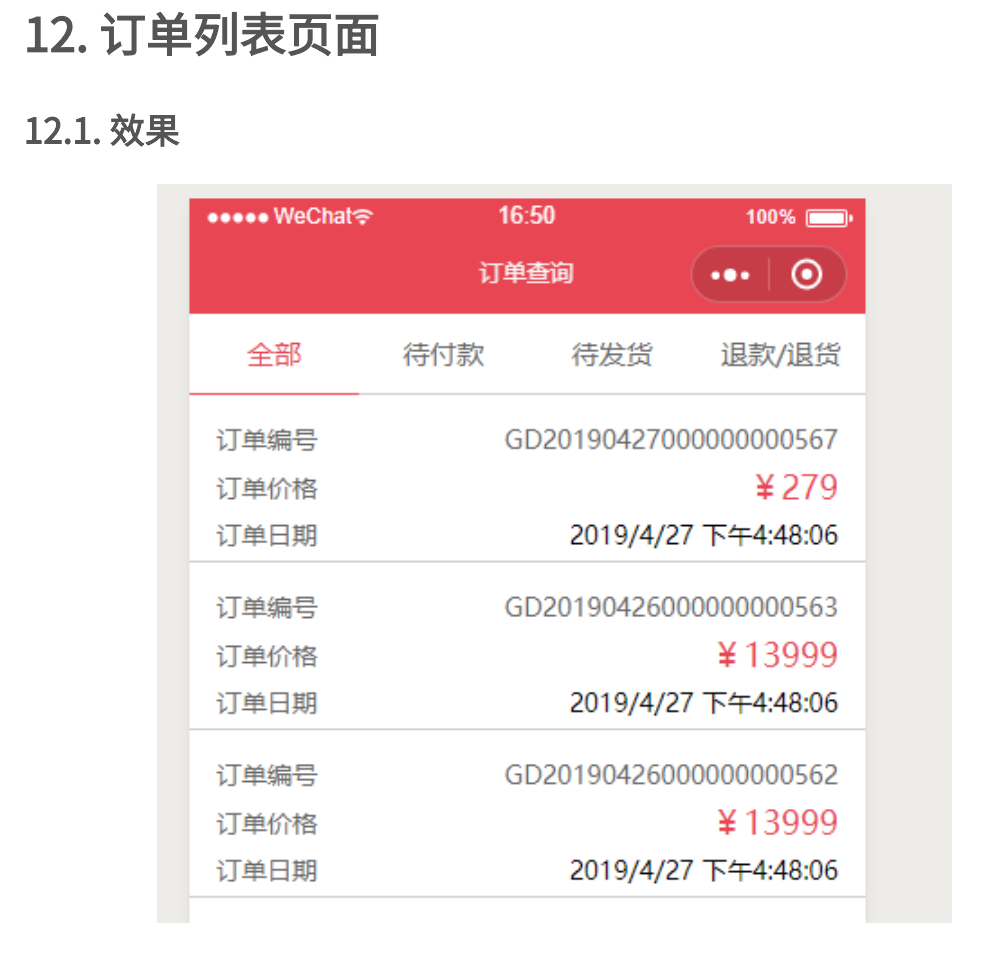 12. 订单列表页面
12.1. 效果
WeChat 16:50 100%
订单查询
全部 待付款 待发货 退款/退货
订单编号 GD20190427000000000567
订单价格 ¥279
订单日期 2019/4/27 下午4:48:06
订单编号 GD20190426000000000563
订单价格 ¥13999
订单日期 2019/4/27 下午4:48:06
订单编号 GD20190426000000000562
订单价格 ¥13999
订单日期 2019/4/27 下午4:48:06